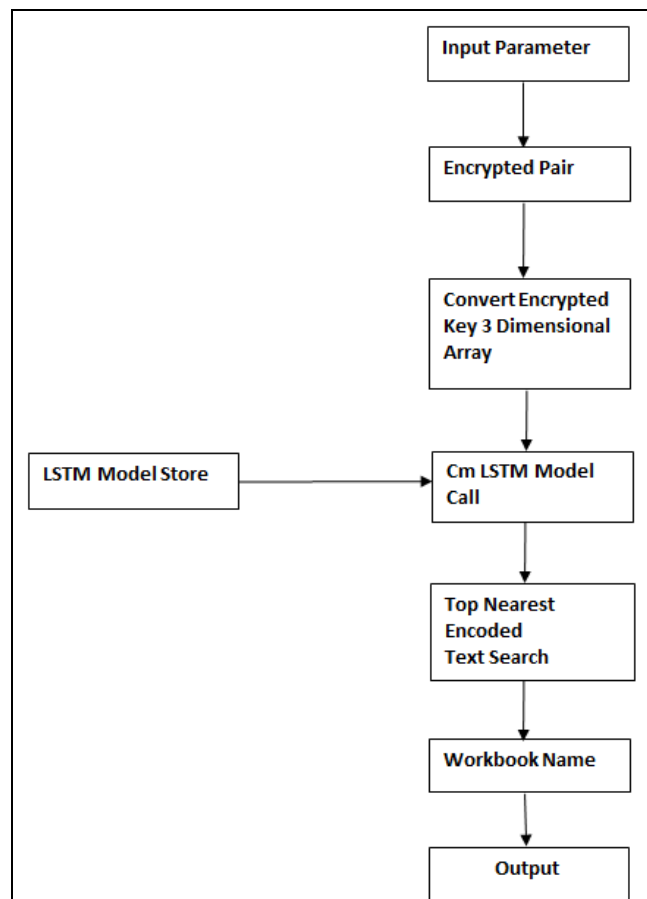 Input Parameter
Encrypted Pair
Convert Encrypted
Key 3 Dimensional
Array
LSTM Model Store
Cm LSTM Model
Call
Top Nearest
Encoded
Text Search
Workbook Name
Output